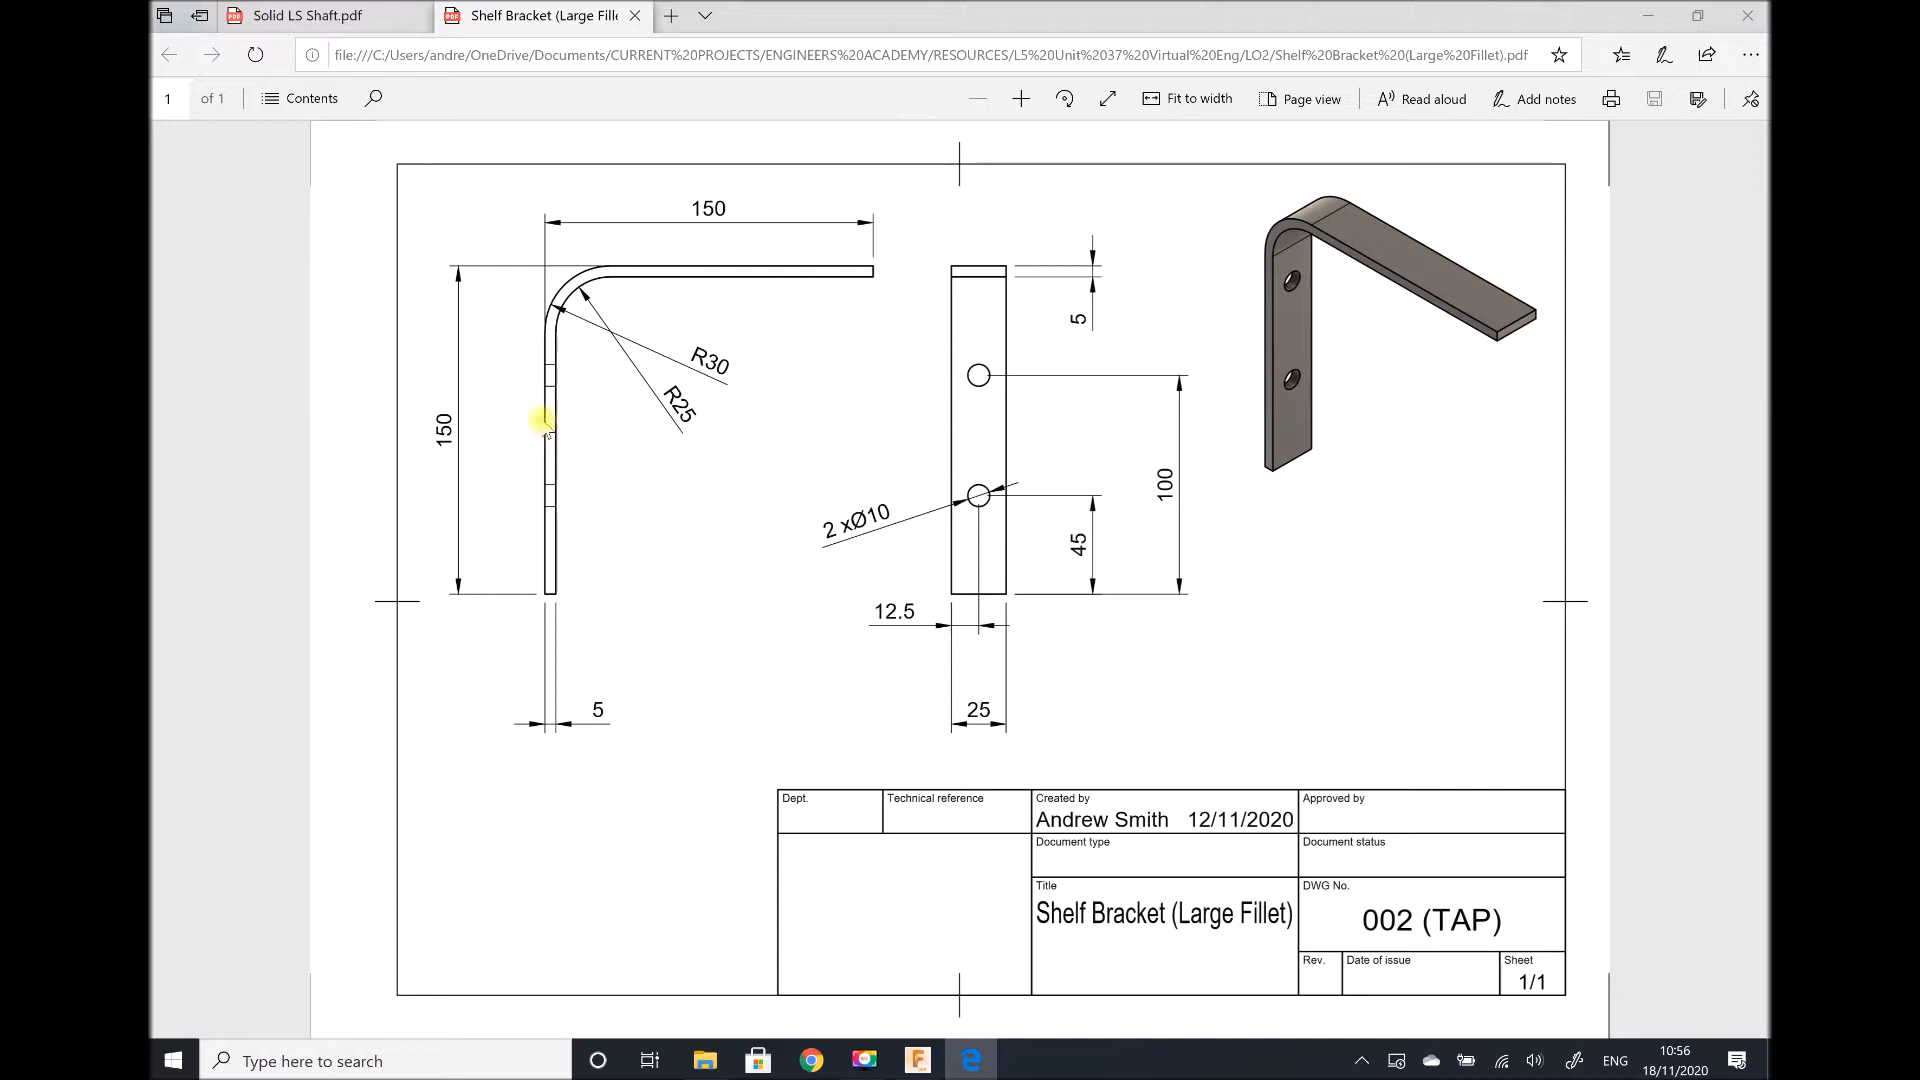 Solid LS Shaft.pdf
Shelf Bracket (Large Fille
file:///C:/Users/andre/OneDrive/Documents/CURRENT%20PROJECTS/ENGINEERS%20ACADEMY/RESOURCES/L5%20Unit%2037%20Virtual%20Eng/LO2/Shelf%20Bracket%20(Large%20Fillet).pdf
1 of 1 Contents Fit to width Page view Read aloud Add notes
150
150
R30
R25
5
5
2 xØ10
100
45
12.5
25
Dept.
Technical reference
Created by
Andrew Smith 12/11/2020
Approved by
Document type
Document status
Title
Shelf Bracket (Large Fillet)
DWG No.
002 (TAP)
Rev.
Date of issue
Sheet
1/1
Type here to search
ENG
10:56
18/11/2020